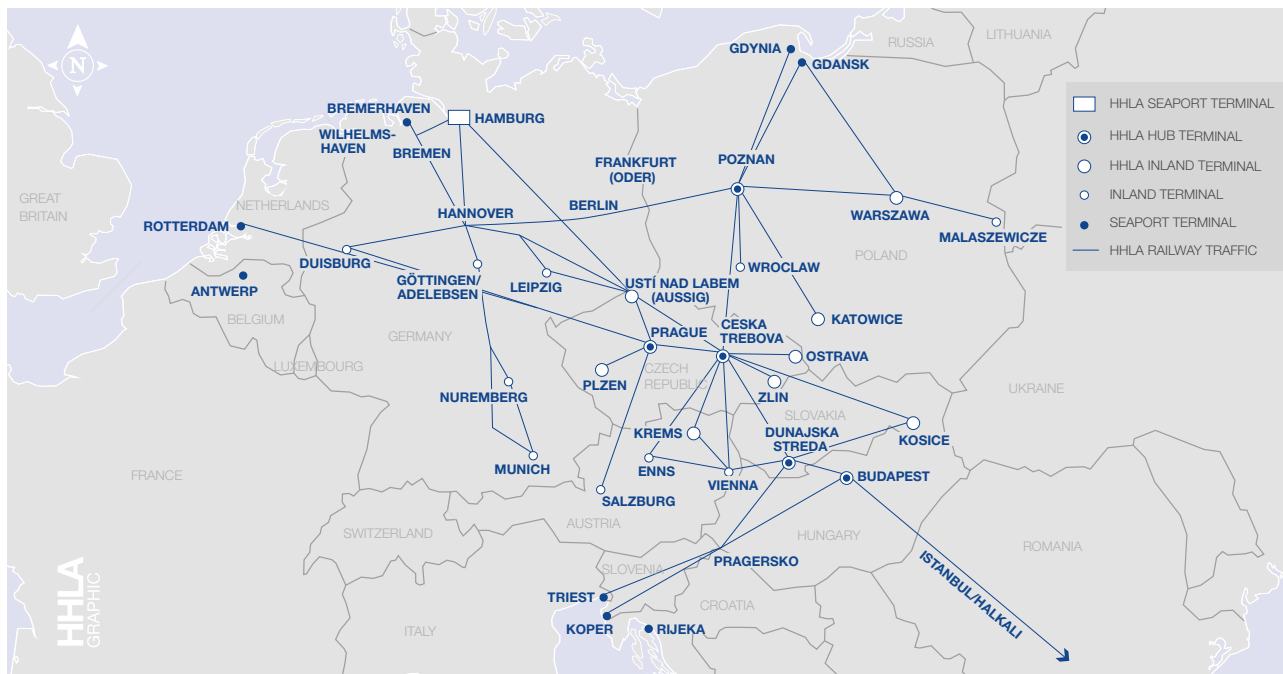 N
GDYNIA
GDANSK
RUSSIA
LITHUANIA
HHLA SEAPORT TERMINAL
HHLA HUB TERMINAL
HHLA INLAND TERMINAL
INLAND TERMINAL
SEAPORT TERMINAL
HHLA RAILWAY TRAFFIC
BREMERHAVEN
HAMBURG
WILHELMS-
HAVEN
BREMEN
FRANKFURT
(ODER)
POZNAN
GREAT
BRITAIN
NETHERLANDS
ROTTERDAM
HANNOVER
BERLIN
WARSZAWA
MALASZEWICZE
POLAND
DUISBURG
WROCLAW
ANTWERP
GÖTTINGEN/
ADELEBSEN
LEIPZIG
USTÍ NAD LABEM
(AUSSIG)
BELGIUM
GERMANY
PRAGUE
CESKA
TREBOVA
KATOWICE
LUXEMBOURG
OSTRAVA
PLZEN
CZECH
REPUBLIC
ZLIN
UKRAINE
NUREMBERG
SLOVAKIA
KREMS
DUNAJSKA
STREDA
KOSICE
MUNICH
ENNS
VIENNA
BUDAPEST
FRANCE
SALZBURG
SWITZERLAND
AUSTRIA
HUNGARY
ROMANIA
PRAGERSKO
SLOVENIA
ISTANBUL/HALKALI
TRIEST
KOPER
RIJEKA
CROATIA
ITALY
HHLA
GRAPHIC